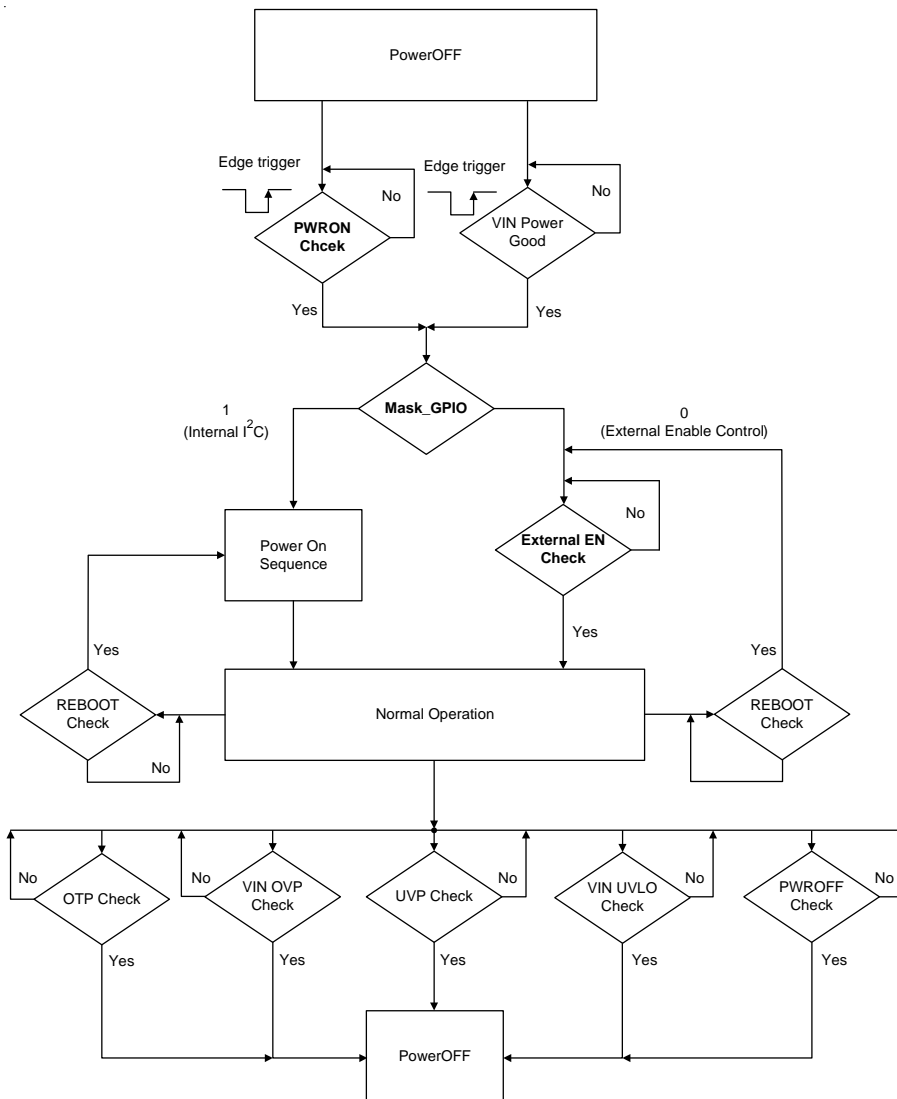 PowerOFF
Edge trigger
Edge trigger
No
No
PWRON
Chcek
VIN Power
Good
Yes
Yes
Mask_GPIO
1
(Internal I²C)
0
(External Enable Control)
No
External EN
Check
Power On
Sequence
Yes
Yes
Yes
REBOOT
Check
Normal Operation
REBOOT
Check
No
No
OTP Check
No
VIN OVP
Check
UVP Check
No
VIN UVLO
Check
No
PWROFF
Check
No
Yes
Yes
Yes
Yes
Yes
PowerOFF